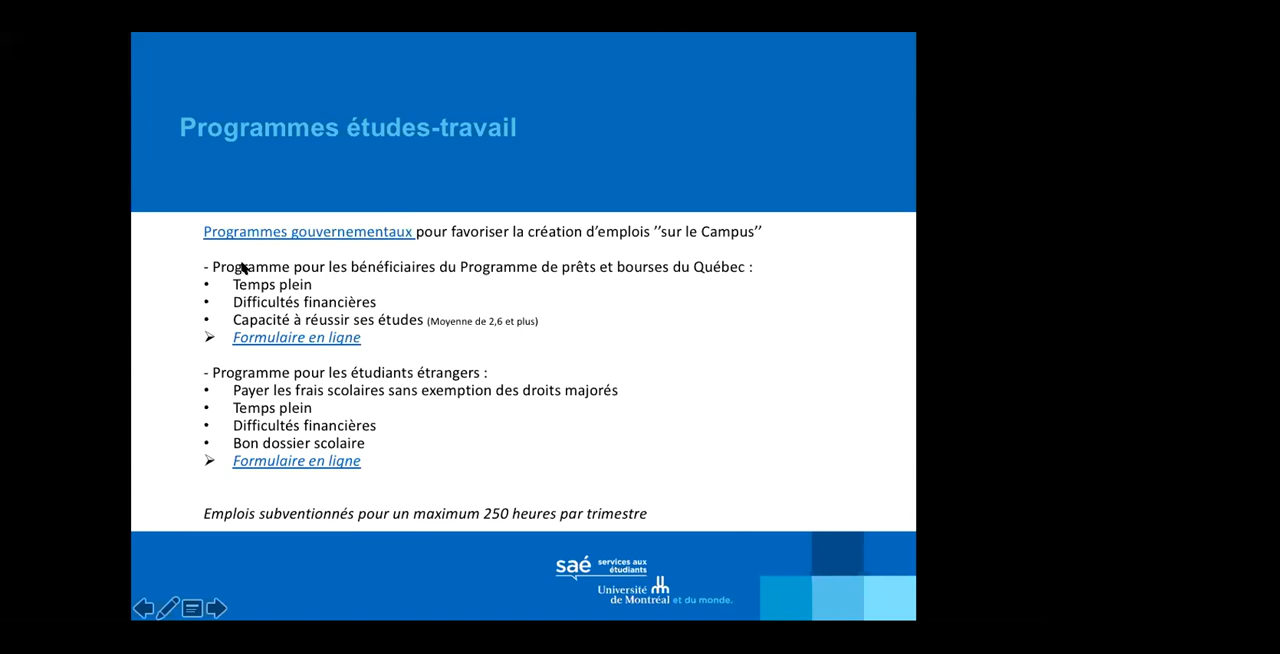 Programmes études-travail
Programmes gouvernementaux pour favoriser la création d’emplois ’’sur le Campus’’
- Programme pour les bénéficiaires du Programme de prêts et bourses du Québec :
• Temps plein
• Difficultés financières
• Capacité à réussir ses études (Moyenne de 2,6 et plus)
➢ Formulaire en ligne
- Programme pour les étudiants étrangers :
• Payer les frais scolaires sans exemption des droits majorés
• Temps plein
• Difficultés financières
• Bon dossier scolaire
➢ Formulaire en ligne
Emplois subventionnés pour un maximum 250 heures par trimestre
saé services aux
étudiants
Université
de Montréal et du monde.